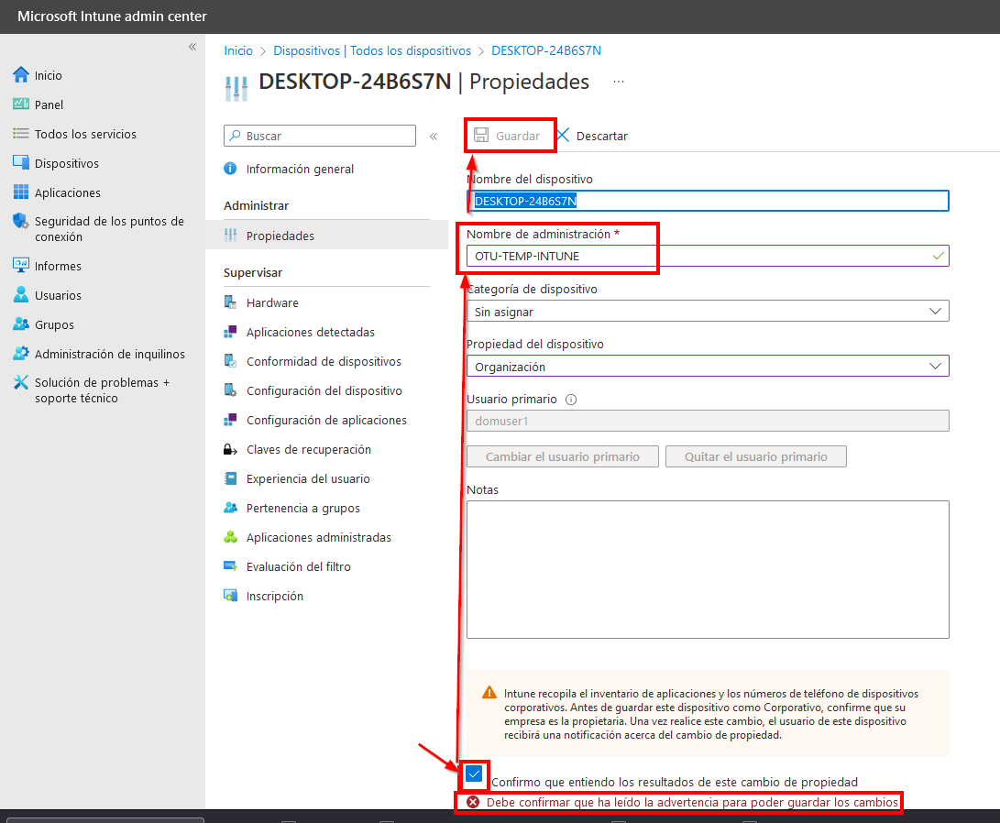 Microsoft Intune admin center
«
Inicio
Panel
Todos los servicios
Dispositivos
Aplicaciones
Seguridad de los puntos de
conexión
Informes
Usuarios
Grupos
Administración de inquilinos
Solución de problemas +
soporte técnico
Inicio > Dispositivos | Todos los dispositivos > DESKTOP-24B6S7N
DESKTOP-24B6S7N | Propiedades ...
Buscar
«
Información general
Administrar
Propiedades
Supervisar
Hardware
Aplicaciones detectadas
Conformidad de dispositivos
Configuración del dispositivo
Configuración de aplicaciones
Claves de recuperación
Experiencia del usuario
Pertenencia a grupos
Aplicaciones administradas
Evaluación del filtro
Inscripción
Guardar Descartar
Nombre del dispositivo
DESKTOP-24B6S7N
Nombre de administración *
OTU-TEMP-INTUNE
Categoría de dispositivo
Sin asignar
Propiedad del dispositivo
Organización
Usuario primario
domuser1
Cambiar el usuario primario Quitar el usuario primario
Notas
Intune recopila el inventario de aplicaciones y los números de teléfono de dispositivos
corporativos. Antes de guardar este dispositivo como Corporativo, confirme que su
empresa es la propietaria. Una vez realice este cambio, el usuario de este dispositivo
recibirá una notificación acerca del cambio de propiedad.
Confirmo que entiendo los resultados de este cambio de propiedad
Debe confirmar que ha leído la advertencia para poder guardar los cambios